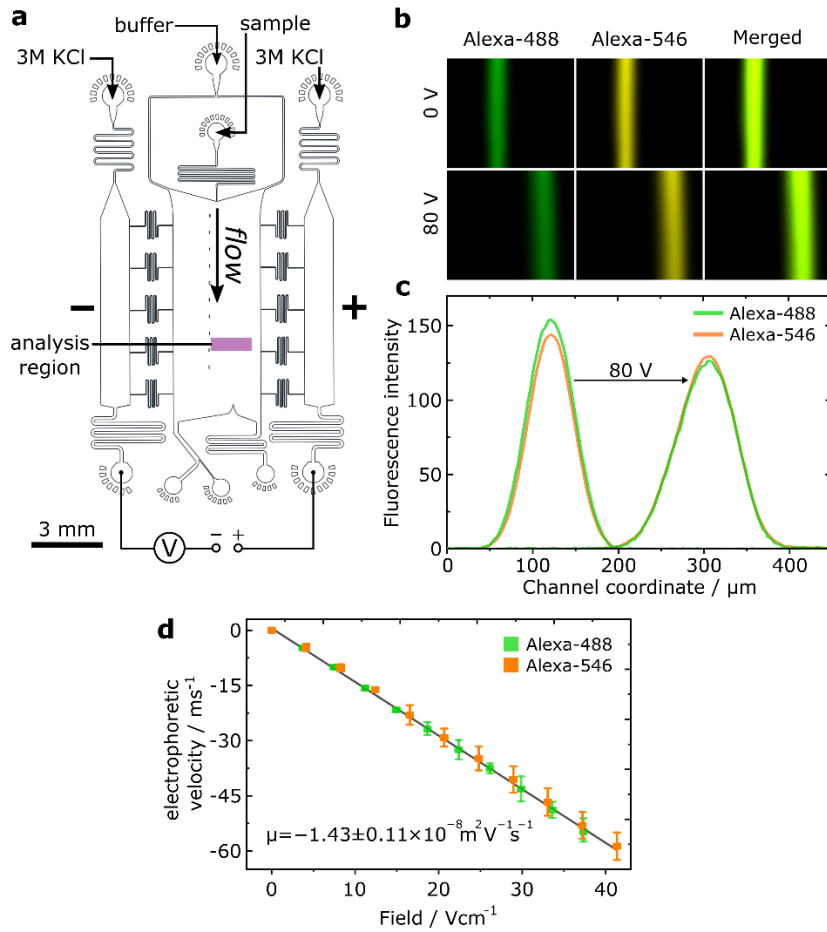 a
buffer
sample
3M KCl
3M KCl
flow
−
+
analysis
region
3 mm
V
− +
b
Alexa-488 Alexa-546 Merged
0 V
80 V
c
Fluorescence intensity
150
100
50
0
Alexa-488
Alexa-546
80 V
0 100 200 300 400
Channel coordinate / µm
d
electrophoretic
velocity / ms⁻¹
0
-15
-30
-45
-60
Alexa-488
Alexa-546
µ=−1.43±0.11×10⁻⁸m²V⁻¹s⁻¹
0 10 20 30 40
Field / Vcm⁻¹